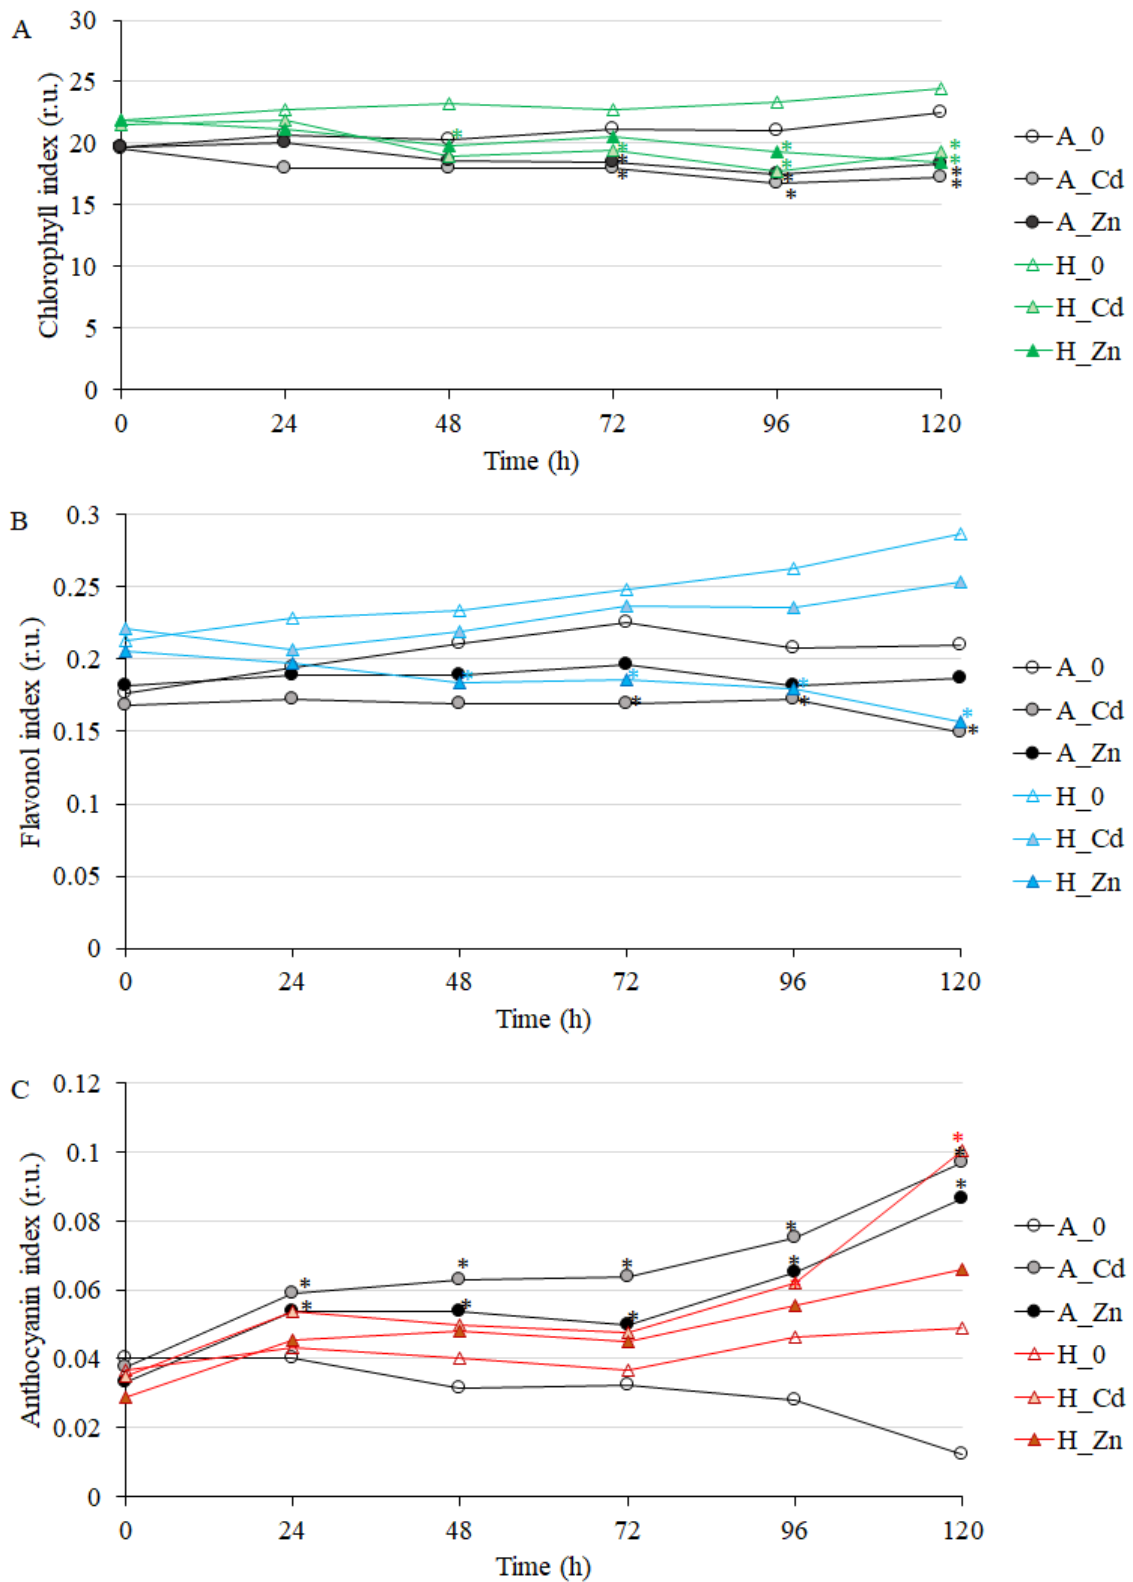 A
30
25
20
15
10
5
0
Chlorophyll index (r.u.)
0 24 48 72 96 120
Time (h)
A_0
A_Cd
A_Zn
H_0
H_Cd
H_Zn
* * * * * * * * * * * * *
B
0.3
0.25
0.2
0.15
0.1
0.05
0
Flavonol index (r.u.)
0 24 48 72 96 120
Time (h)
A_0
A_Cd
A_Zn
H_0
H_Cd
H_Zn
* * * * * * *
C
0.12
0.1
0.08
0.06
0.04
0.02
0
Anthocyanin index (r.u.)
0 24 48 72 96 120
Time (h)
A_0
A_Cd
A_Zn
H_0
H_Cd
H_Zn
* * * * * * * * * * *